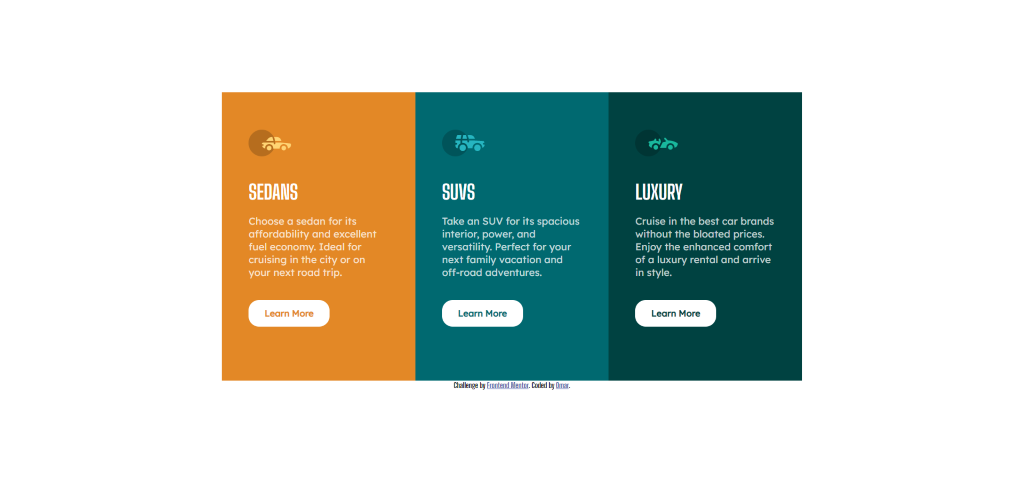 SEDANS
Choose a sedan for its
affordability and excellent
fuel economy. Ideal for
cruising in the city or on
your next road trip.
Learn More
SUVS
Take an SUV for its spacious
interior, power, and
versatility. Perfect for your
next family vacation and
off-road adventures.
Learn More
LUXURY
Cruise in the best car brands
without the bloated prices.
Enjoy the enhanced comfort
of a luxury rental and arrive
in style.
Learn More
Challenge by Frontend Mentor. Coded by Omar.